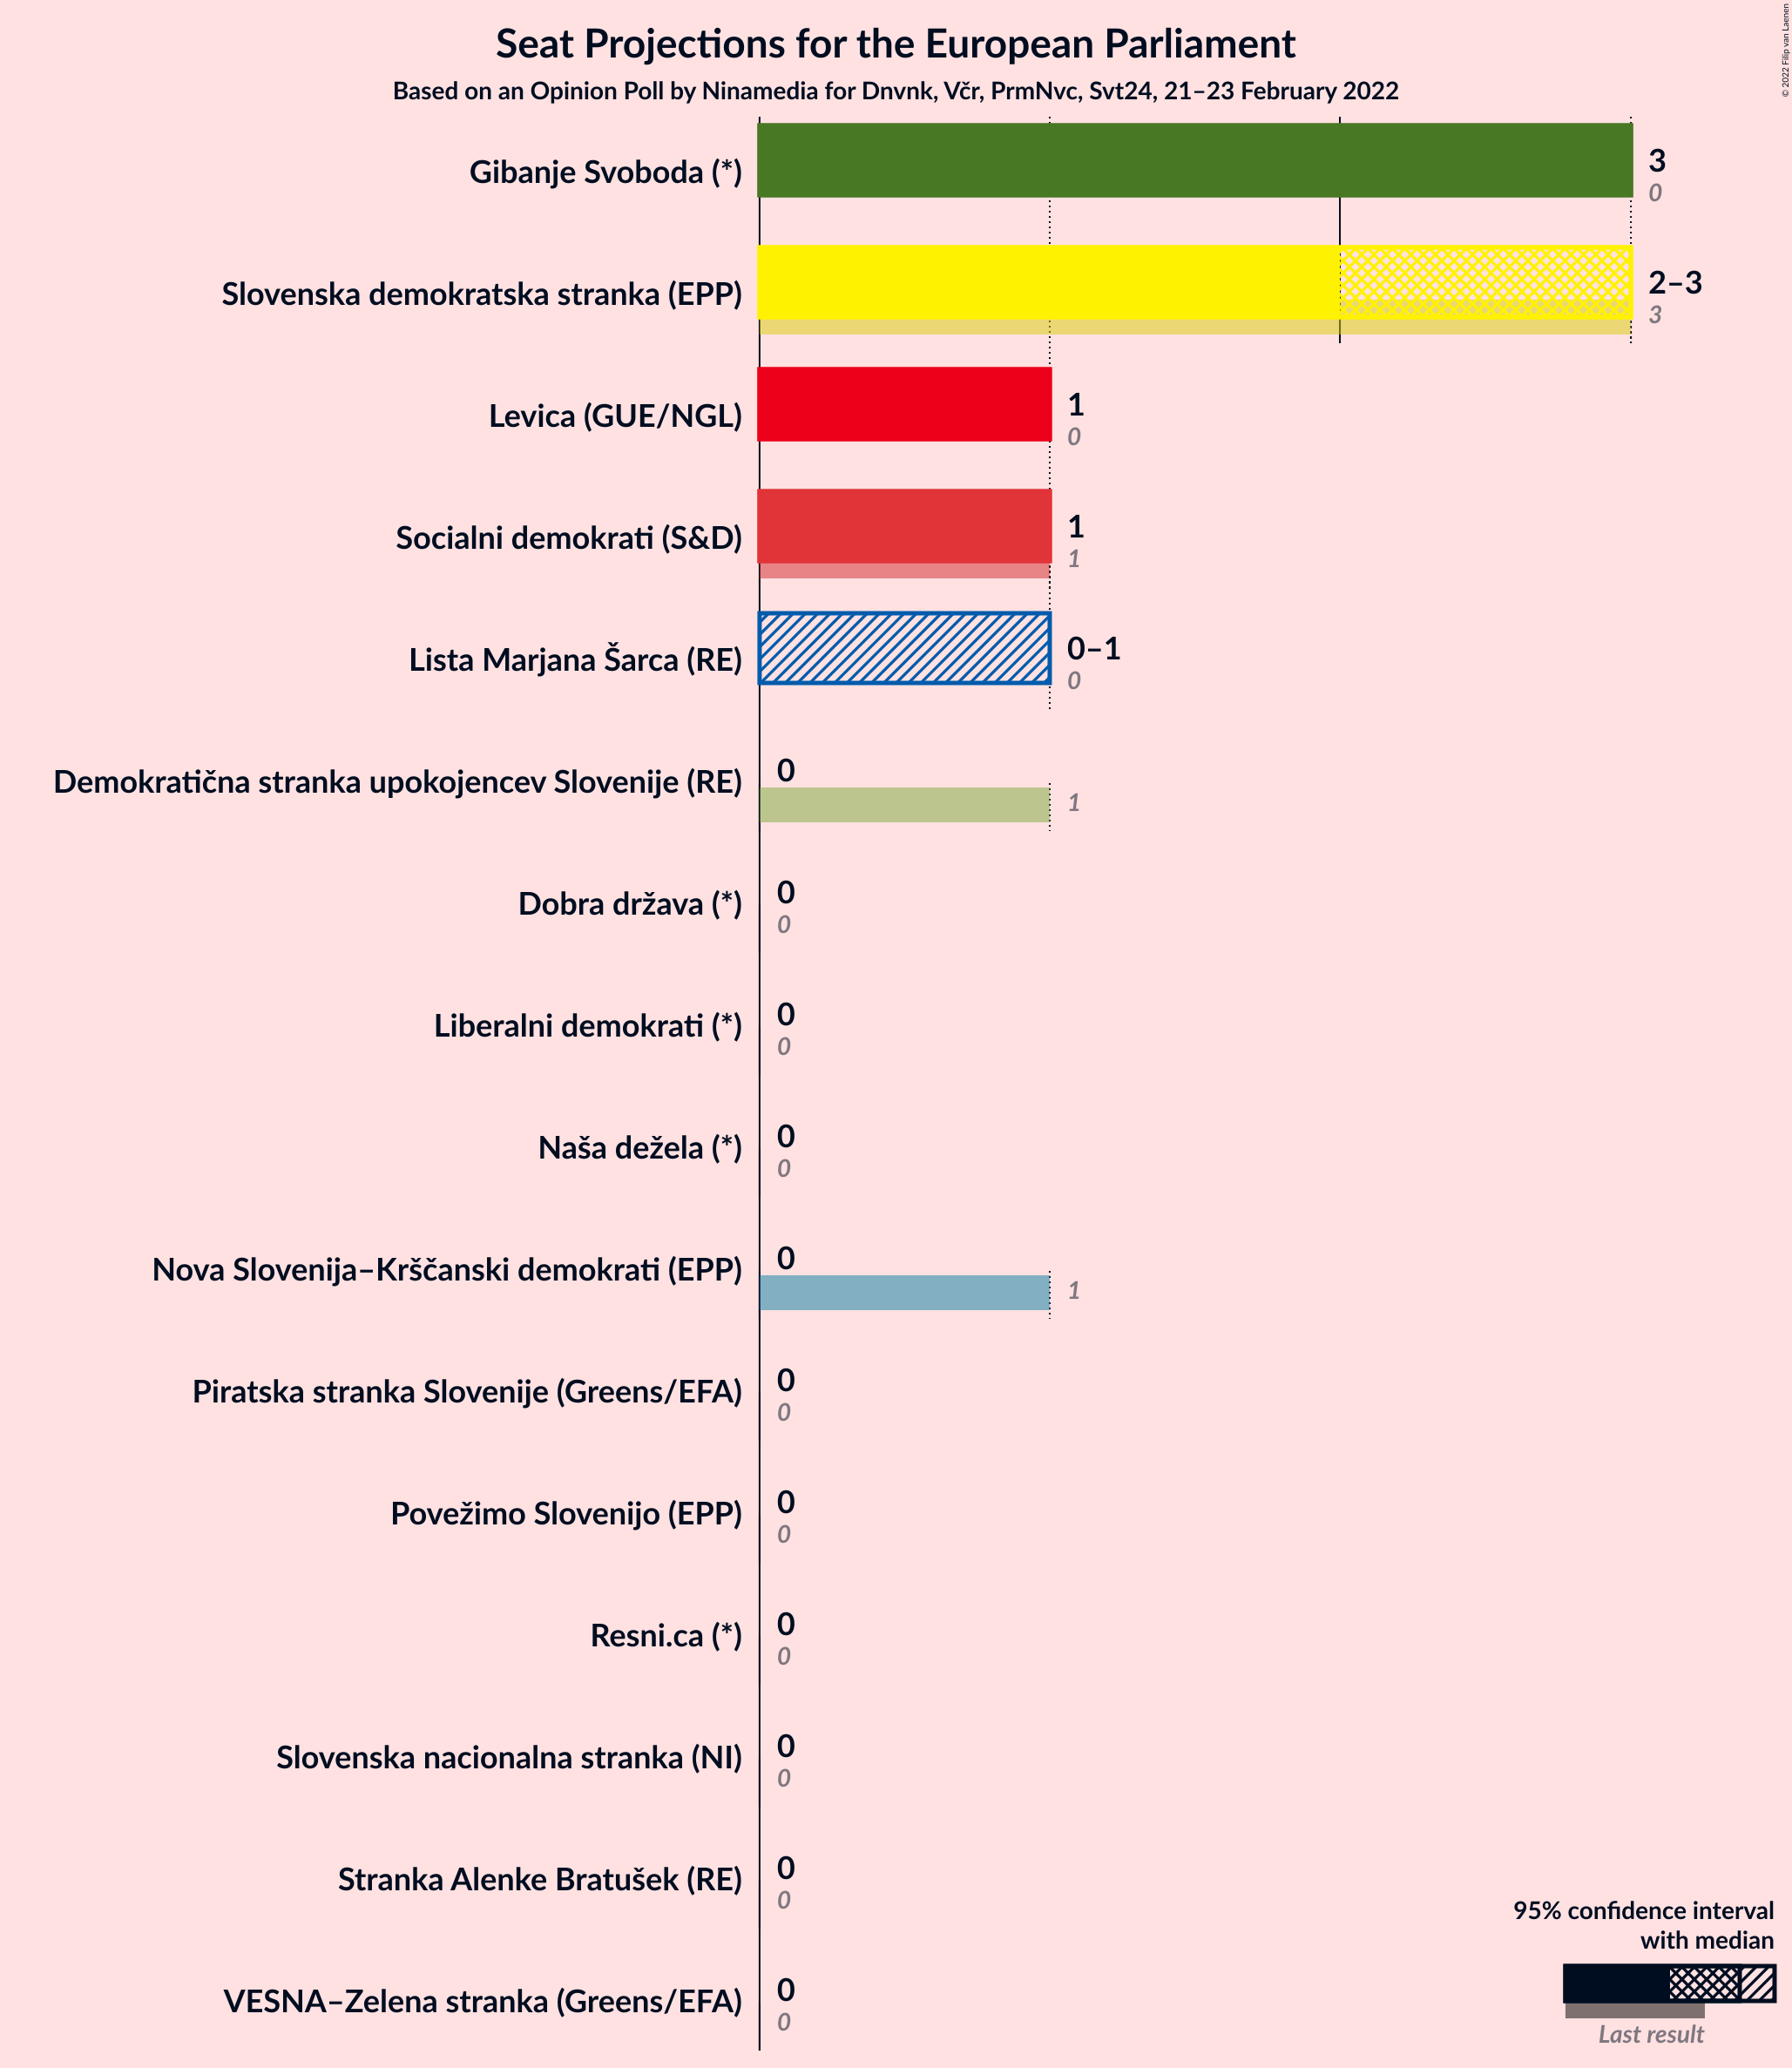 Seat Projections for the European Parliament
Based on an Opinion Poll by Ninamedia for Dnvnk, Včr, PrmNvc, Svt24, 21–23 February 2022
© 2022 Filip van Laenen
Gibanje Svoboda (*)
3
0
Slovenska demokratska stranka (EPP)
2–3
3
Levica (GUE/NGL)
1
0
Socialni demokrati (S&D)
1
1
Lista Marjana Šarca (RE)
0–1
0
Demokratična stranka upokojencev Slovenije (RE)
0
1
Dobra država (*)
0
0
Liberalni demokrati (*)
0
0
Naša dežela (*)
0
0
Nova Slovenija–Krščanski demokrati (EPP)
0
1
Piratska stranka Slovenije (Greens/EFA)
0
0
Povežimo Slovenijo (EPP)
0
0
Resni.ca (*)
0
0
Slovenska nacionalna stranka (NI)
0
0
Stranka Alenke Bratušek (RE)
0
0
VESNA–Zelena stranka (Greens/EFA)
0
0
95% confidence interval
with median
Last result